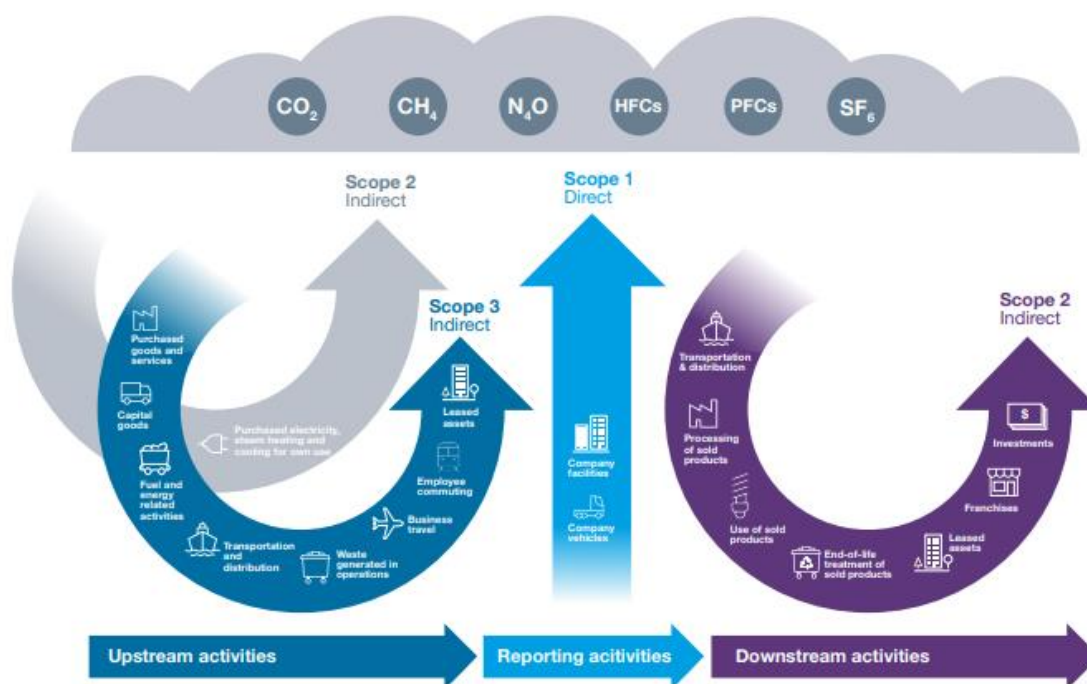 CO₂
CH₄
N₄O
HFCs
PFCs
SF₆
Scope 2
Indirect
Scope 1
Direct
Scope 3
Indirect
Scope 2
Indirect
Purchased
goods and
services
Capital
goods
Fuel and
energy
related
activities
Purchased electricity,
steam heating and
cooling for own use
Transportation
and
distribution
Waste
generated in
operations
Business
travel
Employee
commuting
Leased
assets
Company
facilities
Company
vehicles
Transportation
& distribution
Processing
of sold
products
Use of sold
products
End-of-life
treatment of
sold products
Leased
assets
Franchises
$
Investments
Upstream activities
Reporting acitivities
Downstream activities